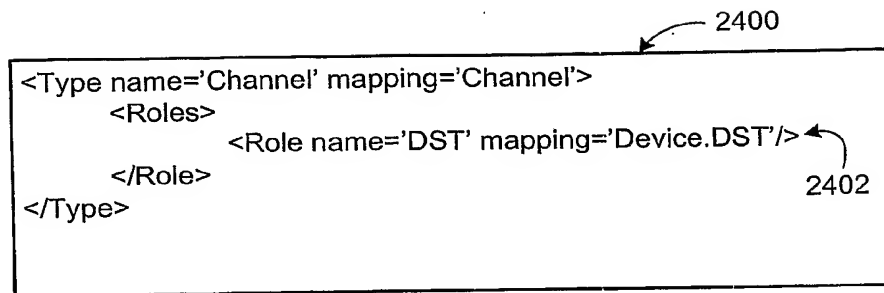 2400
<Type name='Channel' mapping='Channel'>
<Roles>
<Role name='DST' mapping='Device.DST'/>
</Role>
2402
</Type>